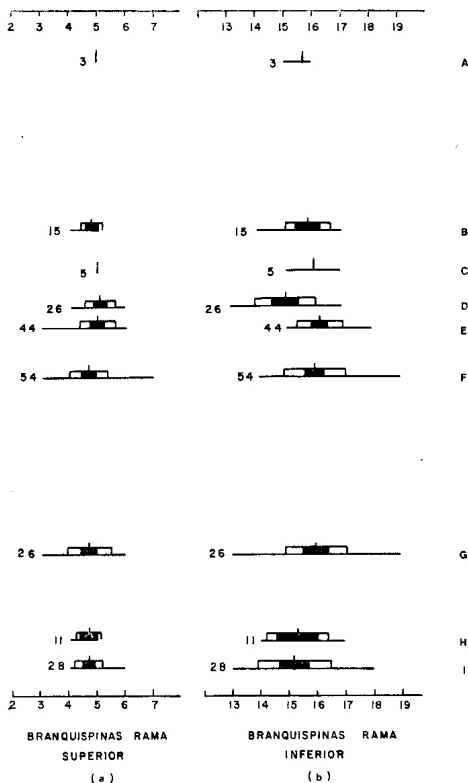 2 3 4 5 6 7 13 14 15 16 17 18 19
3 3 A
15 15 B
5 5 C
26 26 D
44 44 E
54 54 F
26 26 G
11 11 H
28 28 I
2 3 4 5 6 7 13 14 15 16 17 18 19
BRANQUISPINAS RAMA BRANQUISPINAS RAMA
SUPERIOR INFERIOR
(a) (b)